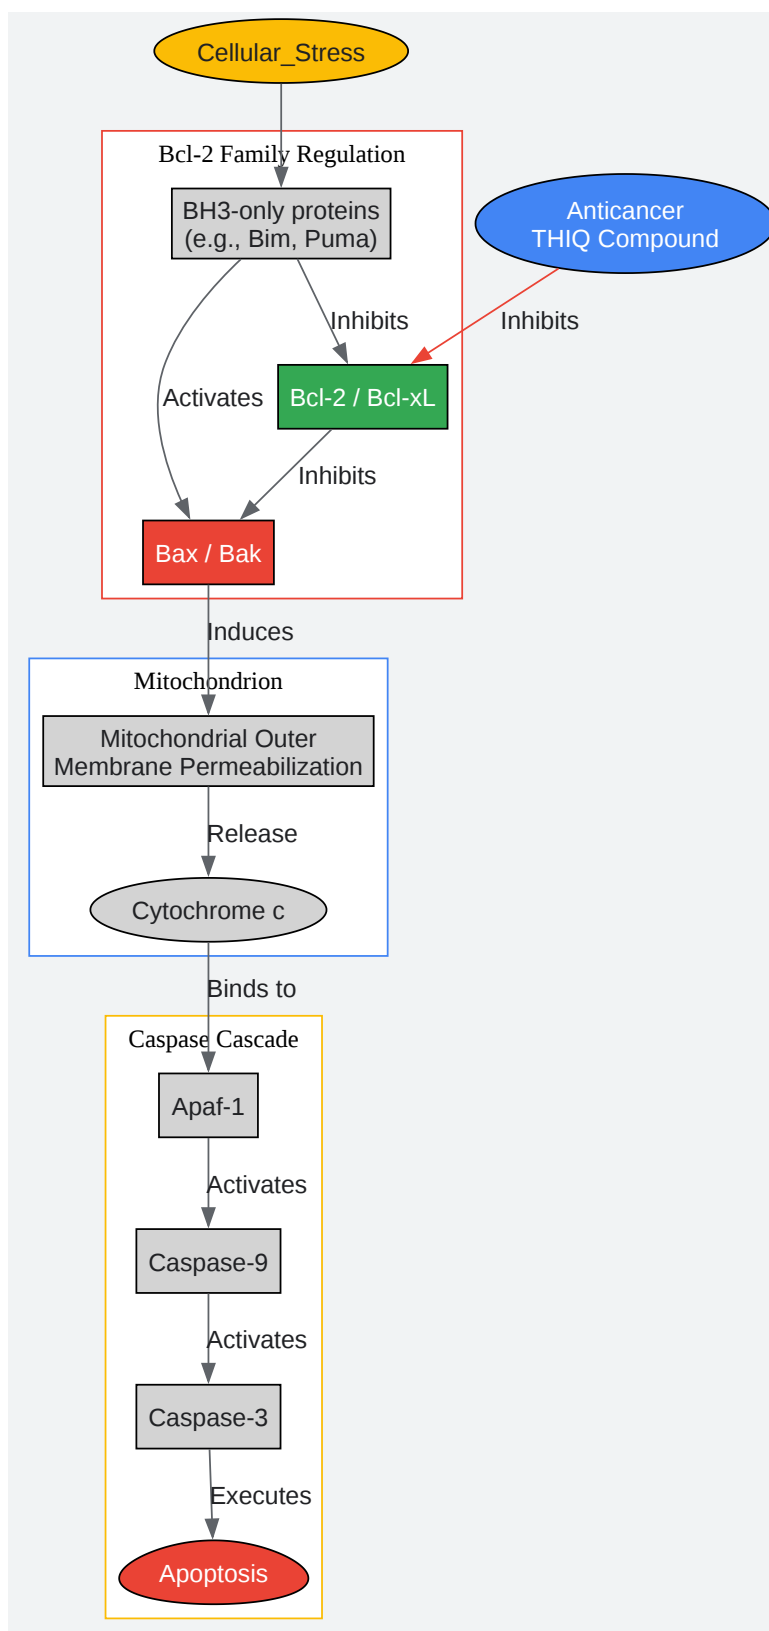 Cellular_Stress
Bcl-2 Family Regulation
BH3-only proteins
(e.g., Bim, Puma)
Anticancer
THIQ Compound
Inhibits
Inhibits
Activates
Bcl-2 / Bcl-xL
Inhibits
Bax / Bak
Induces
Mitochondrion
Mitochondrial Outer
Membrane Permeabilization
Release
Cytochrome c
Binds to
Caspase Cascade
Apaf-1
Activates
Caspase-9
Activates
Caspase-3
Executes
Apoptosis